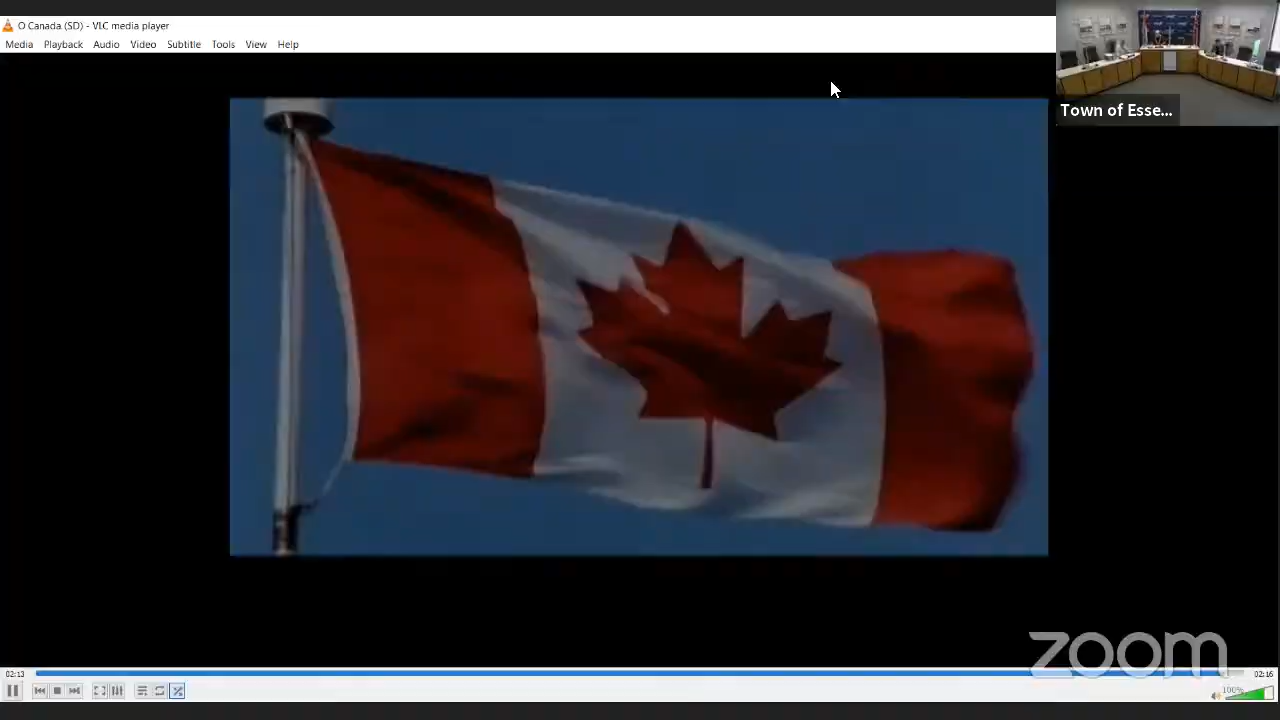 O Canada (SD) - VLC media player
Media Playback Audio Video Subtitle Tools View Help
Town of Esse...
zoom
02:13
02:16
100%